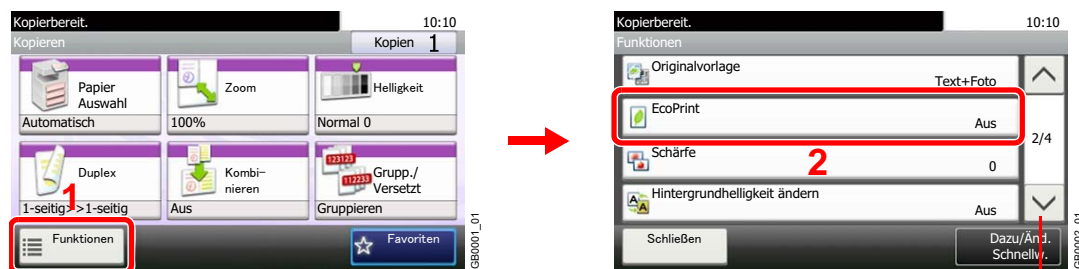 Kopierbereit.
10:10
Kopieren
Kopien 1
Papier
Auswahl
Automatisch
Zoom
100%
Helligkeit
Normal 0
Duplex
1-seitig>>1-seitig
Kombi-
nieren
Aus
123123
112233
Grupp./
Versetzt
Gruppieren
1
Funktionen
Favoriten
GB0001_01
Kopierbereit.
10:10
Funktionen
Originalvorlage
Text+Foto
EcoPrint
Aus
2/4
Schärfe
0
2
Hintergrundhelligkeit ändern
Aus
Schließen
Dazu/Änd.
Schnellw.
GB0002_01